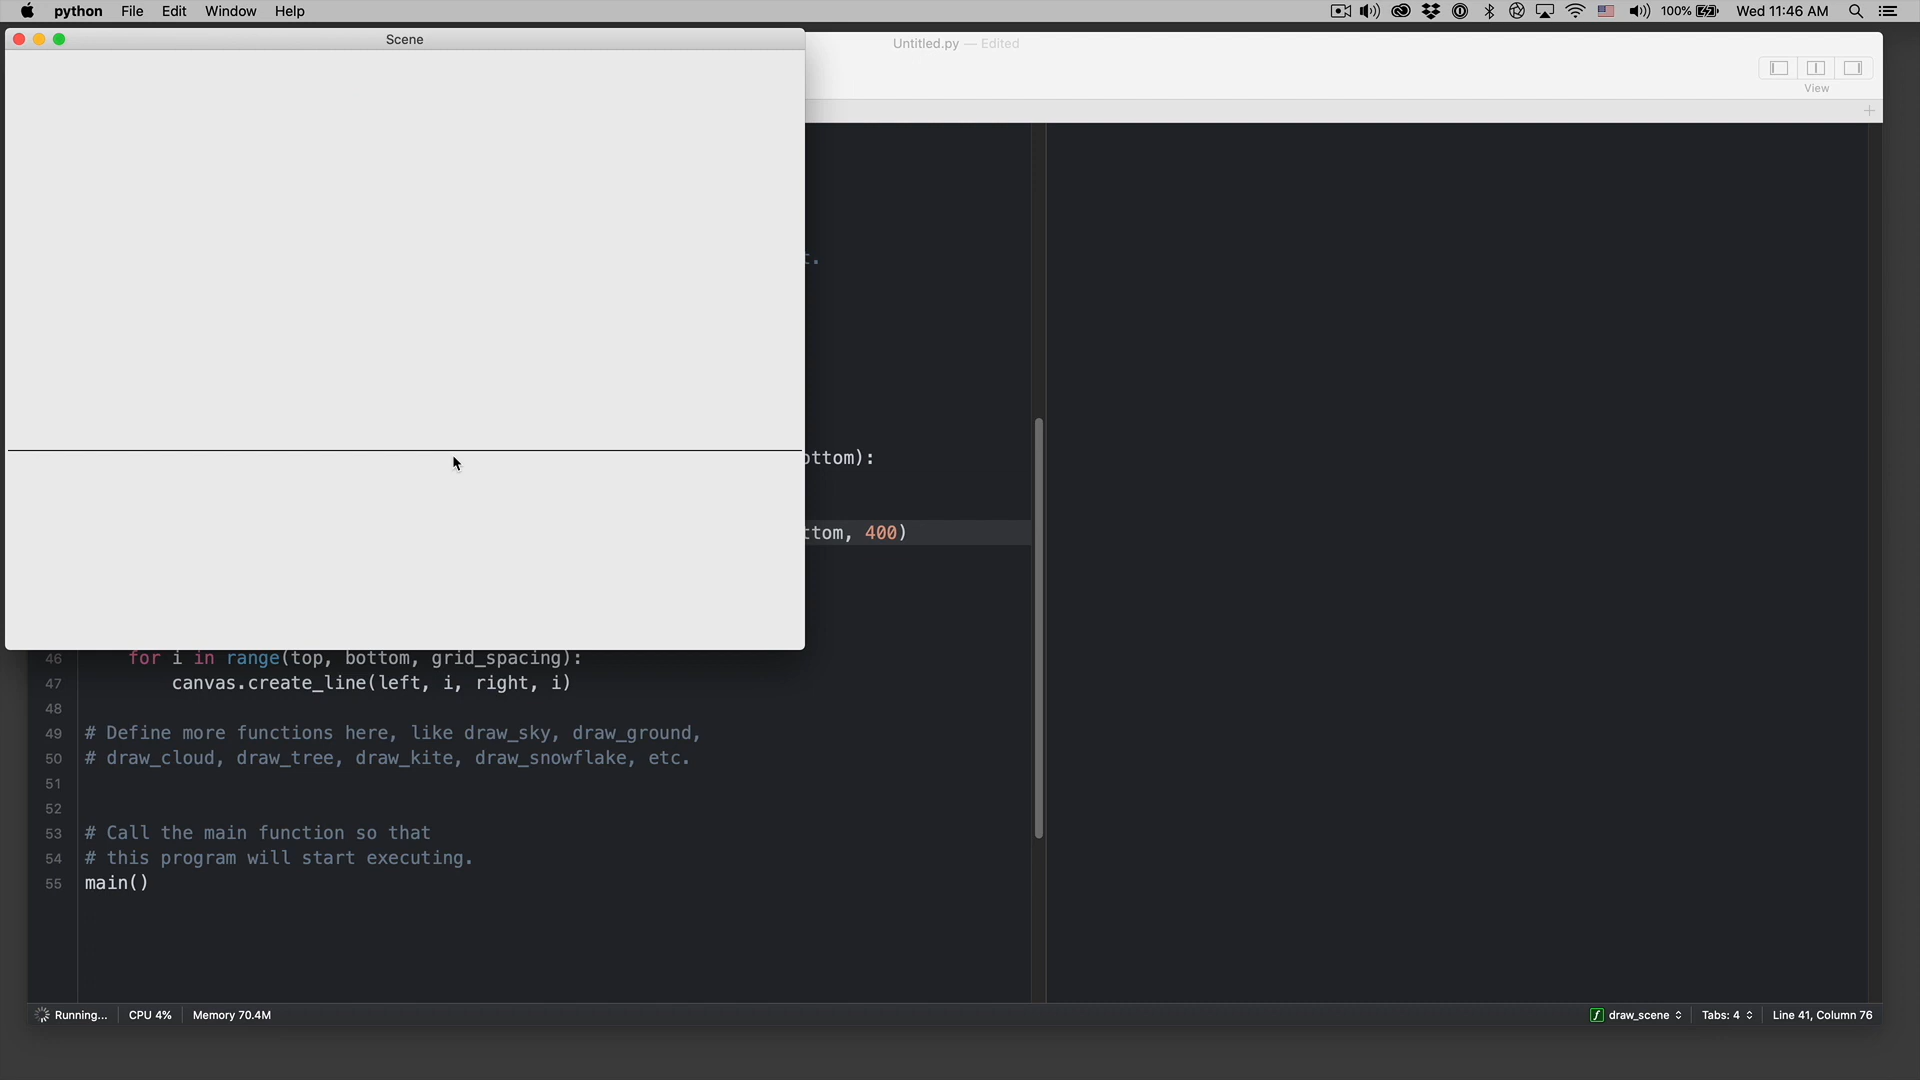 python File Edit Window Help 100% Wed 11:46 AM
Scene
Untitled.py — Edited
View
t.
ottom):
ttom, 400)
46 for i in range(top, bottom, grid_spacing):
47 canvas.create_line(left, i, right, i)
48
49 # Define more functions here, like draw_sky, draw_ground,
50 # draw_cloud, draw_tree, draw_kite, draw_snowflake, etc.
51
52
53 # Call the main function so that
54 # this program will start executing.
55 main()
Running... CPU 4% Memory 70.4M f draw_scene Tabs: 4 Line 41, Column 76